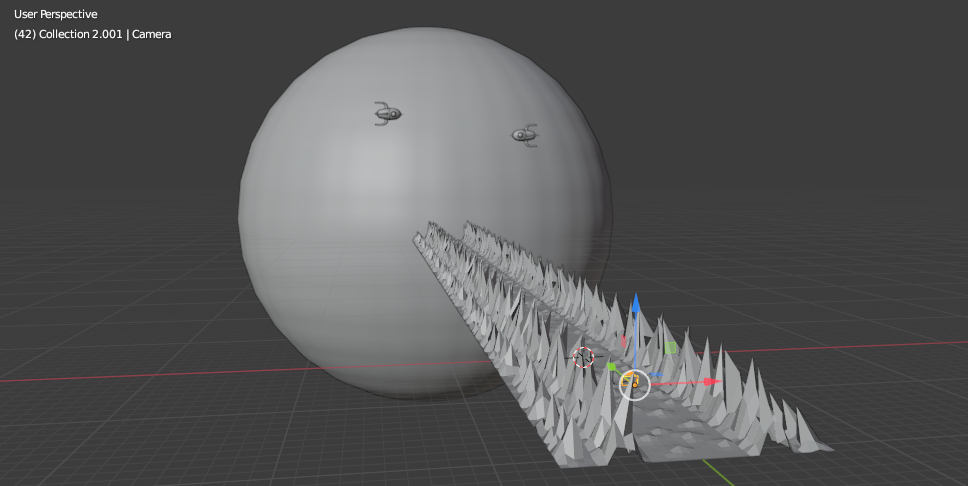 User Perspective
(42) Collection 2.001 | Camera